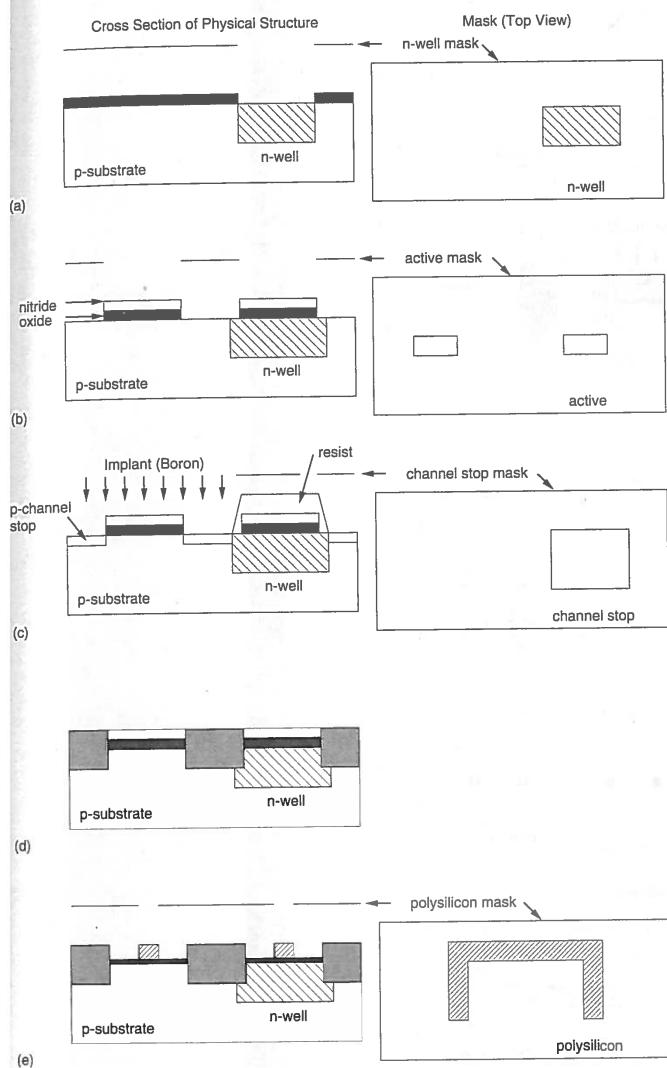 Cross Section of Physical Structure
Mask (Top View)
n-well mask
n-well
p-substrate
n-well
(a)
active mask
nitride
oxide
n-well
p-substrate
active
(b)
Implant (Boron)
resist
channel stop mask
p-channel
stop
n-well
p-substrate
channel stop
(c)
n-well
p-substrate
(d)
polysilicon mask
n-well
p-substrate
polysilicon
(e)